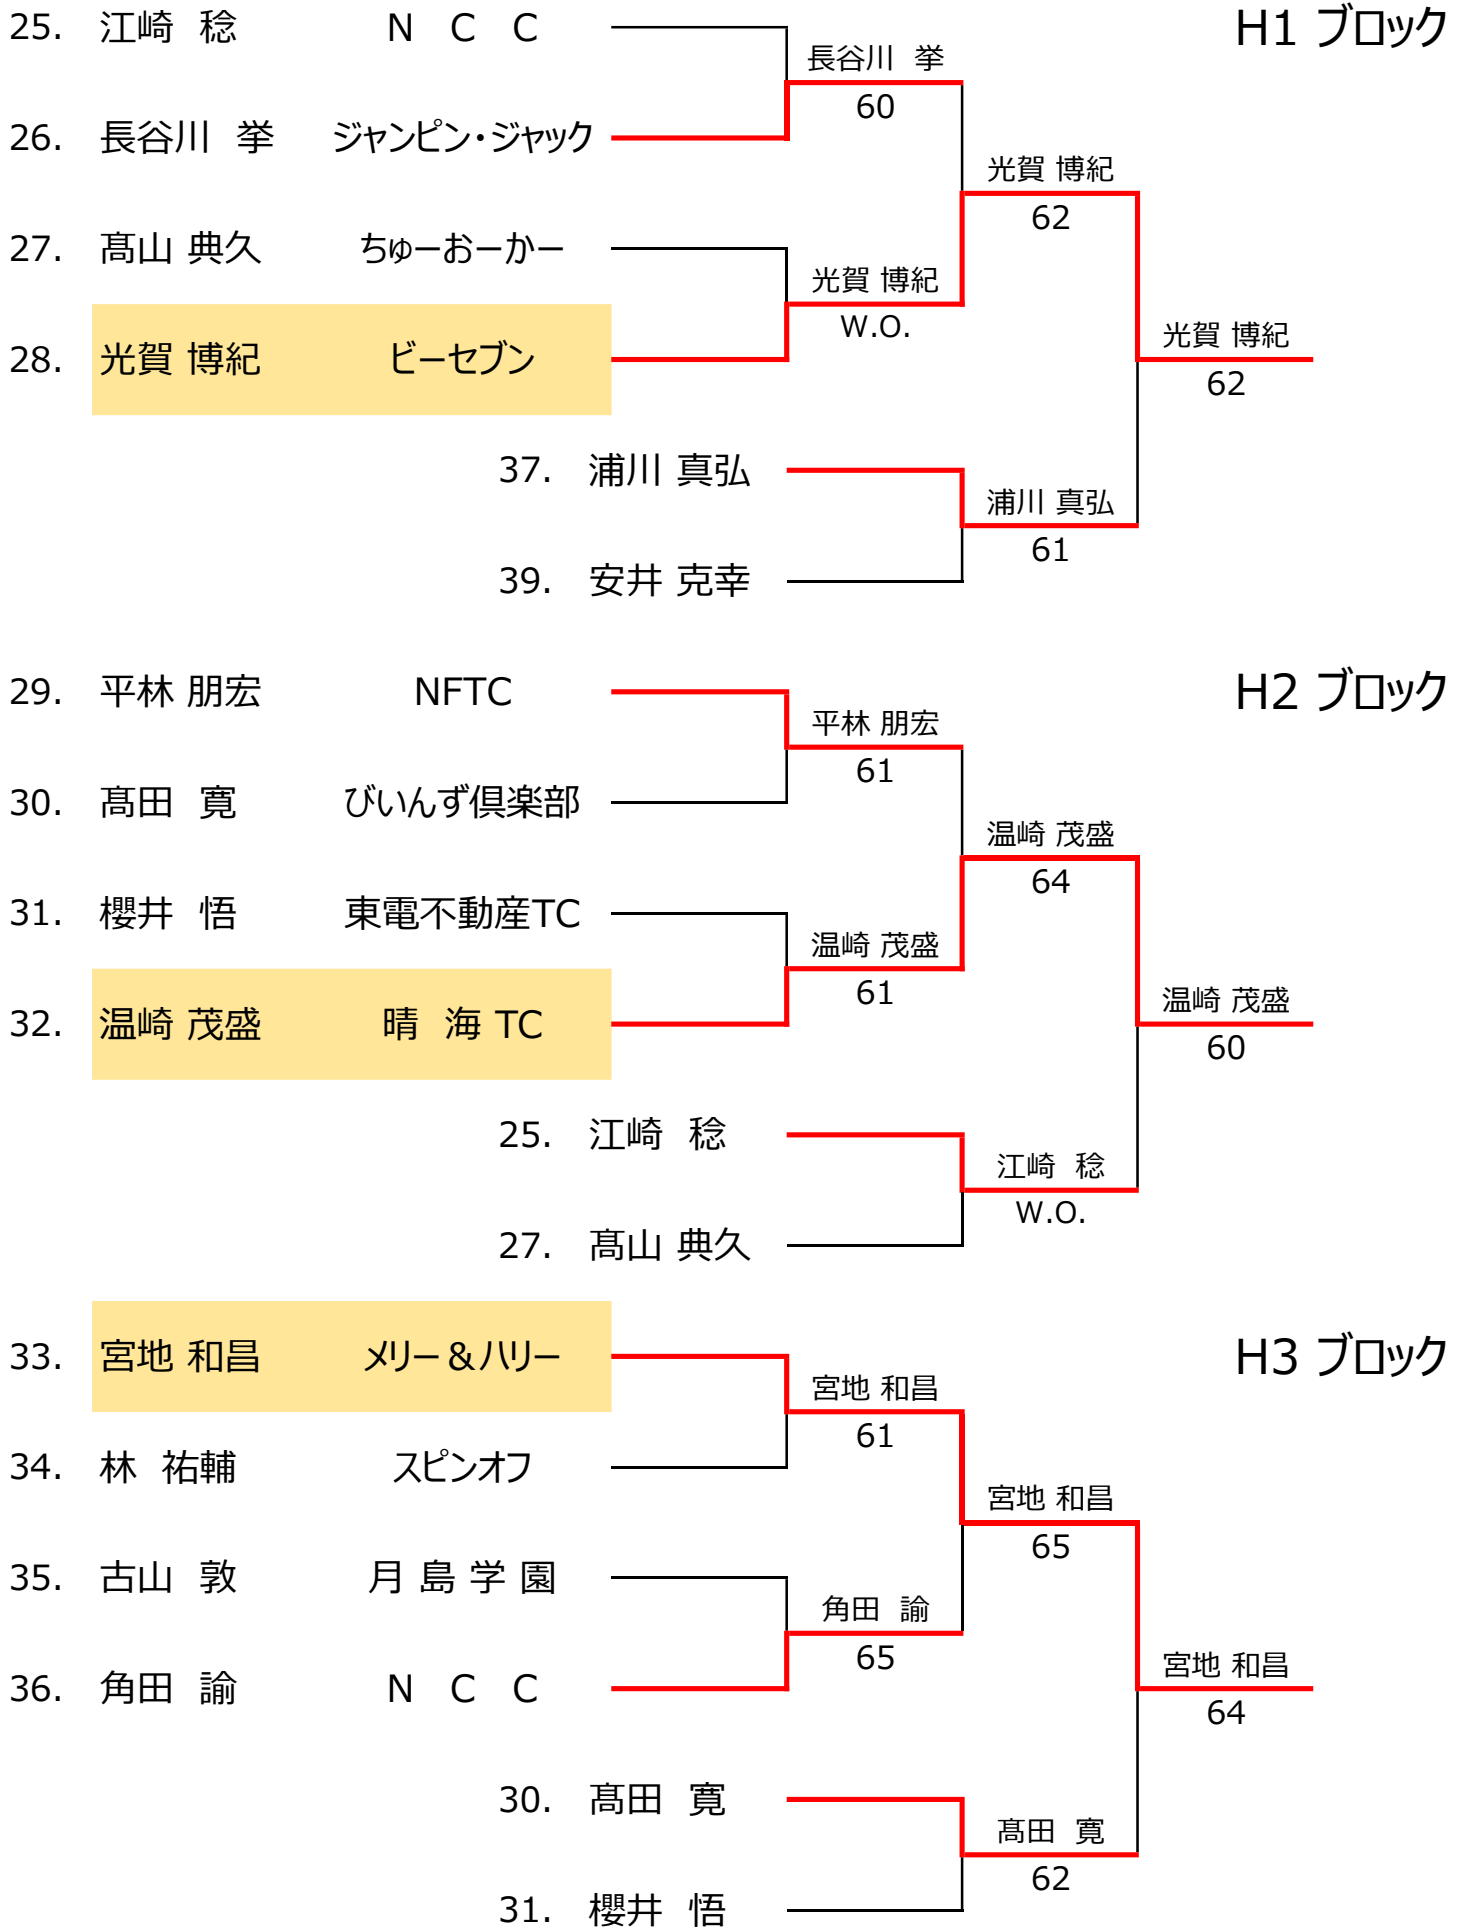 25. 江崎 稔 N C C H1 ブロック
長谷川 挙
60
26. 長谷川 挙 ジャンピン・ジャック
光賀 博紀
62
27. 髙山 典久 ちゅーおーかー
光賀 博紀
W.O.
28. 光賀 博紀 ビーセブン
光賀 博紀
62
37. 浦川 真弘
浦川 真弘
61
39. 安井 克幸
29. 平林 朋宏 NFTC H2 ブロック
平林 朋宏
61
30. 髙田 寛 びいんず倶楽部
温崎 茂盛
64
31. 櫻井 悟 東電不動産TC
温崎 茂盛
61
32. 温崎 茂盛 晴 海 TC
温崎 茂盛
60
25. 江崎 稔
江崎 稔
W.O.
27. 髙山 典久
33. 宮地 和昌 メリー＆ハリー H3 ブロック
宮地 和昌
61
34. 林 祐輔 スピンオフ
宮地 和昌
65
35. 古山 敦 月 島 学 園
角田 諭
65
36. 角田 諭 N C C
宮地 和昌
64
30. 髙田 寛
髙田 寛
62
31. 櫻井 悟